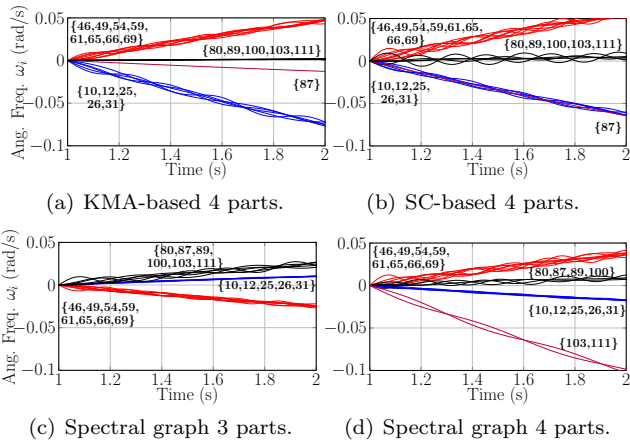 0.05
0
−0.05
−0.1
Ang. Freq. ωi (rad/s)
{46,49,54,59,
61,65,66,69}
{80,89,100,103,111}
{10,12,25,
26,31}
{87}
1 1.2 1.4 1.6 1.8 2
Time (s)
(a) KMA-based 4 parts.
0.05
0
−0.05
−0.1
{46,49,54,59,61,65,
66,69}
{80,89,100,103,111}
{10,12,25,
26,31}
{87}
1 1.2 1.4 1.6 1.8 2
Time (s)
(b) SC-based 4 parts.
0.05
0
−0.05
−0.1
Ang. Freq. ωi (rad/s)
{80,87,89,
100,103,111}
{10,12,25,26,31}
{46,49,54,59,
61,65,66,69}
1 1.2 1.4 1.6 1.8 2
Time (s)
(c) Spectral graph 3 parts.
0.05
0
−0.05
−0.1
{46,49,54,59,
61,65,66,69}
{80,87,89,100}
{10,12,25,26,31}
{103,111}
1 1.2 1.4 1.6 1.8 2
Time (s)
(d) Spectral graph 4 parts.